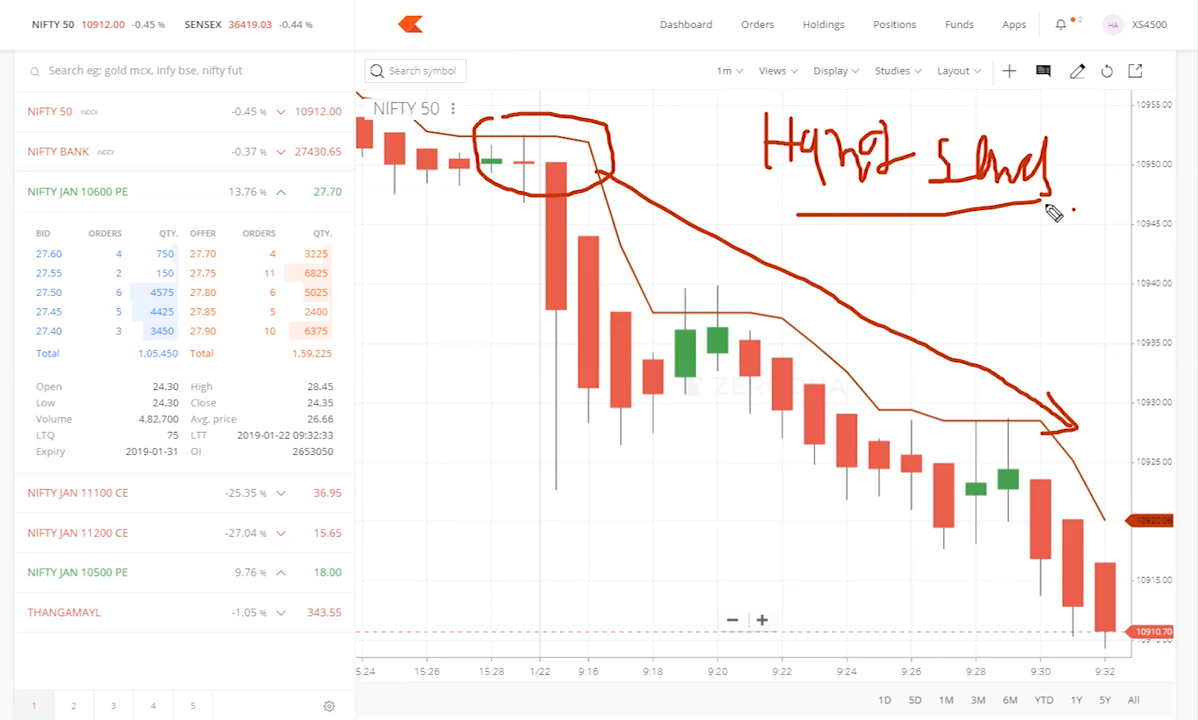 NIFTY 50 10912.00 -0.45 % SENSEX 36419.03 -0.44 %
Dashboard Orders Holdings Positions Funds Apps 2 HA XS4500
Search eg: gold mcx, infy bse, nifty fut
Search symbol 1m Views Display Studies Layout
NIFTY 50 INDEX -0.45 % 10912.00
NIFTY BANK INDEX -0.37 % 27430.65
NIFTY JAN 10600 PE 13.76 % 27.70
BID ORDERS QTY. OFFER ORDERS QTY.
27.60 4 750 27.70 4 3225
27.55 2 150 27.75 11 6825
27.50 6 4575 27.80 6 5025
27.45 5 4425 27.85 5 2400
27.40 3 3450 27.90 10 6375
Total 1,05,450 Total 1,59,225
Open 24.30 High 28.45
Low 24.30 Close 24.35
Volume 4,82,700 Avg. price 26.66
LTQ 75 LTT 2019-01-22 09:32:33
Expiry 2019-01-31 OI 2653050
NIFTY JAN 11100 CE -25.35 % 36.95
NIFTY JAN 11200 CE -27.04 % 15.65
NIFTY JAN 10500 PE 9.76 % 18.00
THANGAMAYL -1.05 % 343.55
1 2 3 4 5
NIFTY 50
ZERODHA
10955.00
10950.00
10945.00
10940.00
10935.00
10930.00
10925.00
10915.00
10910.70
5:24 15:26 15:28 1/22 9:16 9:18 9:20 9:22 9:24 9:26 9:28 9:30 9:32
1D 5D 1M 3M 6M YTD 1Y 5Y All